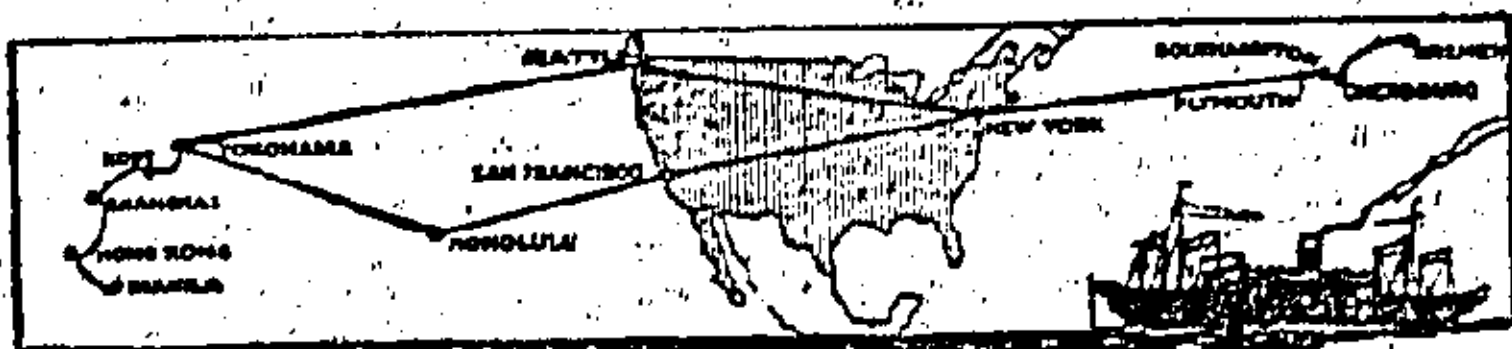 SEATTLE
SOUTHAMPTON
BREMEN
CHERBOURG
PLYMOUTH
NEW YORK
YOKOHAMA
KOBE
SAN FRANCISCO
SHANGHAI
HONOLULU
HONG KONG
MANILA